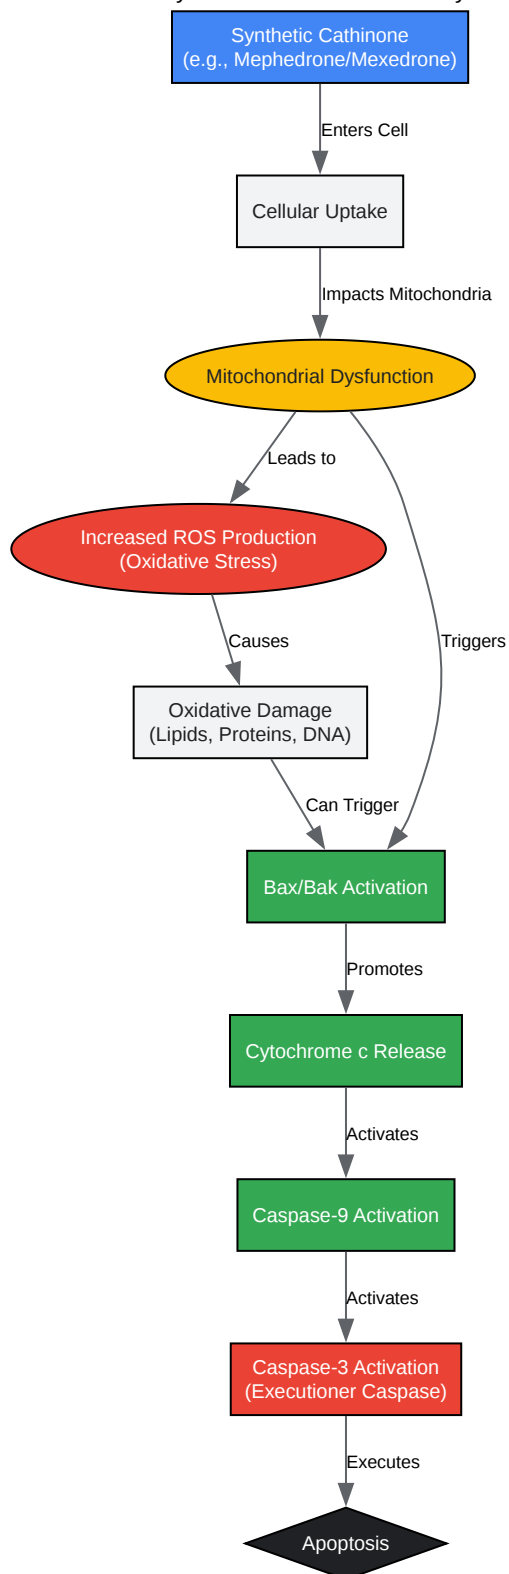 Synthetic Cathinone
(e.g., Mephedrone/Mexedrone)
Enters Cell
Cellular Uptake
Impacts Mitochondria
Mitochondrial Dysfunction
Leads to
Increased ROS Production
(Oxidative Stress)
Causes
Triggers
Oxidative Damage
(Lipids, Proteins, DNA)
Can Trigger
Bax/Bak Activation
Promotes
Cytochrome c Release
Activates
Caspase-9 Activation
Activates
Caspase-3 Activation
(Executioner Caspase)
Executes
Apoptosis